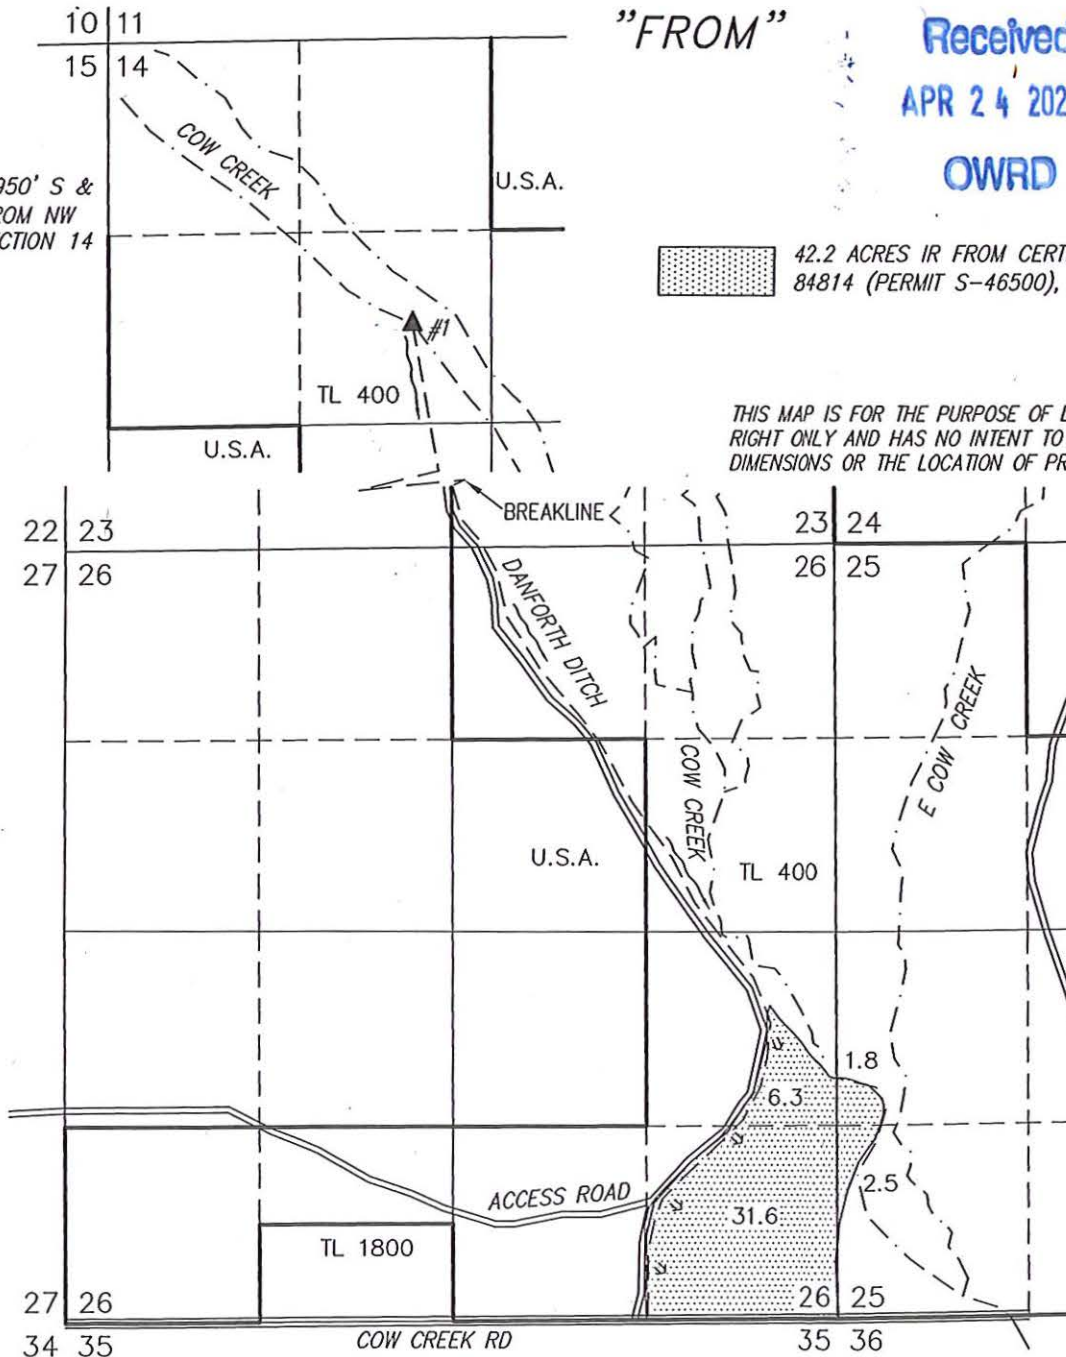 "FROM"
Received
APR 24 202
OWRD
10 11
15 14
COW CREEK
U.S.A.
950' S &
ROM NW
CTION 14
42.2 ACRES IR FROM CERT
84814 (PERMIT S-46500),
#1
TL 400
U.S.A.
THIS MAP IS FOR THE PURPOSE OF
RIGHT ONLY AND HAS NO INTENT TO
DIMENSIONS OR THE LOCATION OF PR
BREAKLINE
22 23
27 26
23 24
26 25
DANFORTH DITCH
COW CREEK
E COW CREEK
U.S.A.
TL 400
1.8
6.3
2.5
31.6
ACCESS ROAD
TL 1800
27 26
34 35
26 25
35 36
COW CREEK RD